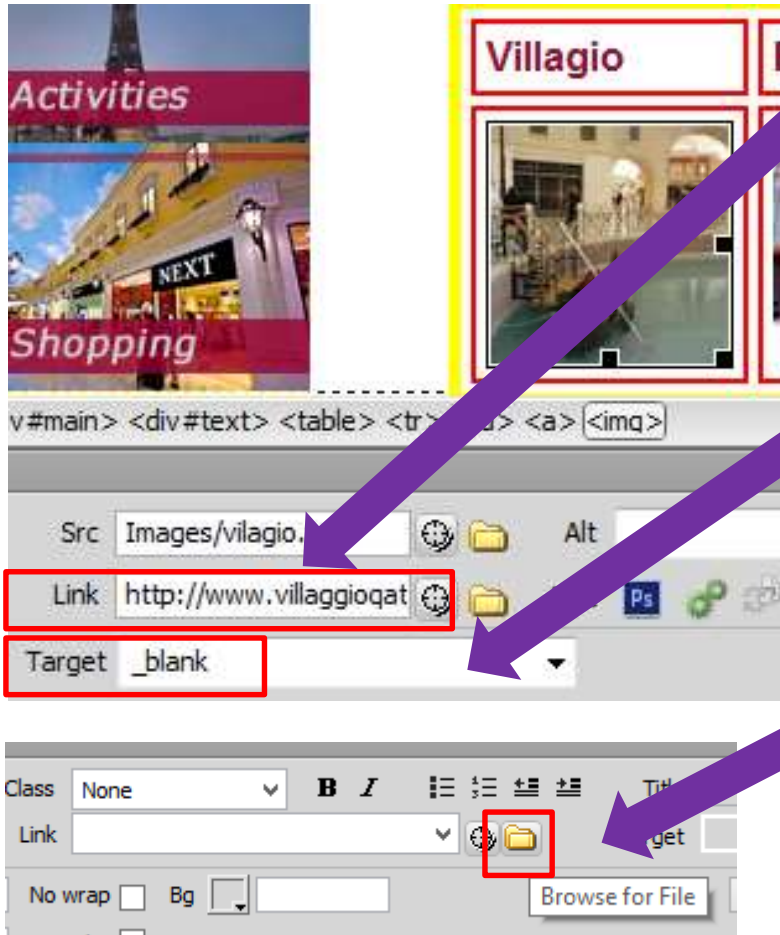 Activities
NEXT
Shopping
Villagio
v#main> <div#text> <table> <tr> <a> <img>
Src Images/vilagio. Alt
Link http://www.villaggioqat Ps
Target _blank
Class None B I
Link
No wrap Bg
Browse for File